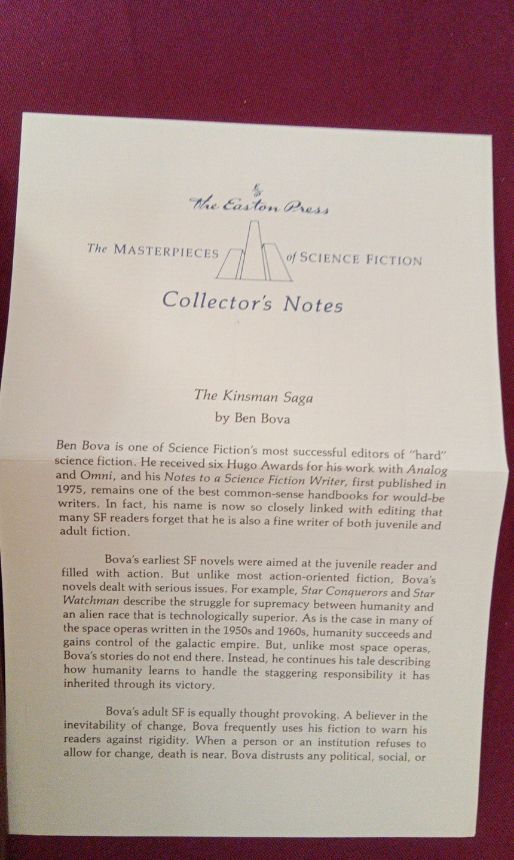 The Easton Press
The MASTERPIECES of SCIENCE FICTION
Collector's Notes
The Kinsman Saga
by Ben Bova
Ben Bova is one of Science Fiction's most successful editors of "hard"
science fiction. He received six Hugo Awards for his work with Analog
and Omni, and his Notes to a Science Fiction Writer, first published in
1975, remains one of the best common-sense handbooks for would-be
writers. In fact, his name is now so closely linked with editing that
many SF readers forget that he is also a fine writer of both juvenile and
adult fiction.
Bova's earliest SF novels were aimed at the juvenile reader and
filled with action. But unlike most action-oriented fiction, Bova's
novels dealt with serious issues. For example, Star Conquerors and Star
Watchman describe the struggle for supremacy between humanity and
an alien race that is technologically superior. As is the case in many of
the space operas written in the 1950s and 1960s, humanity succeeds and
gains control of the galactic empire. But, unlike most space operas,
Bova's stories do not end there. Instead, he continues his tale describing
how humanity learns to handle the staggering responsibility it has
inherited through its victory.
Bova's adult SF is equally thought provoking. A believer in the
inevitability of change, Bova frequently uses his fiction to warn his
readers against rigidity. When a person or an institution refuses to
allow for change, death is near. Bova distrusts any political, social, or